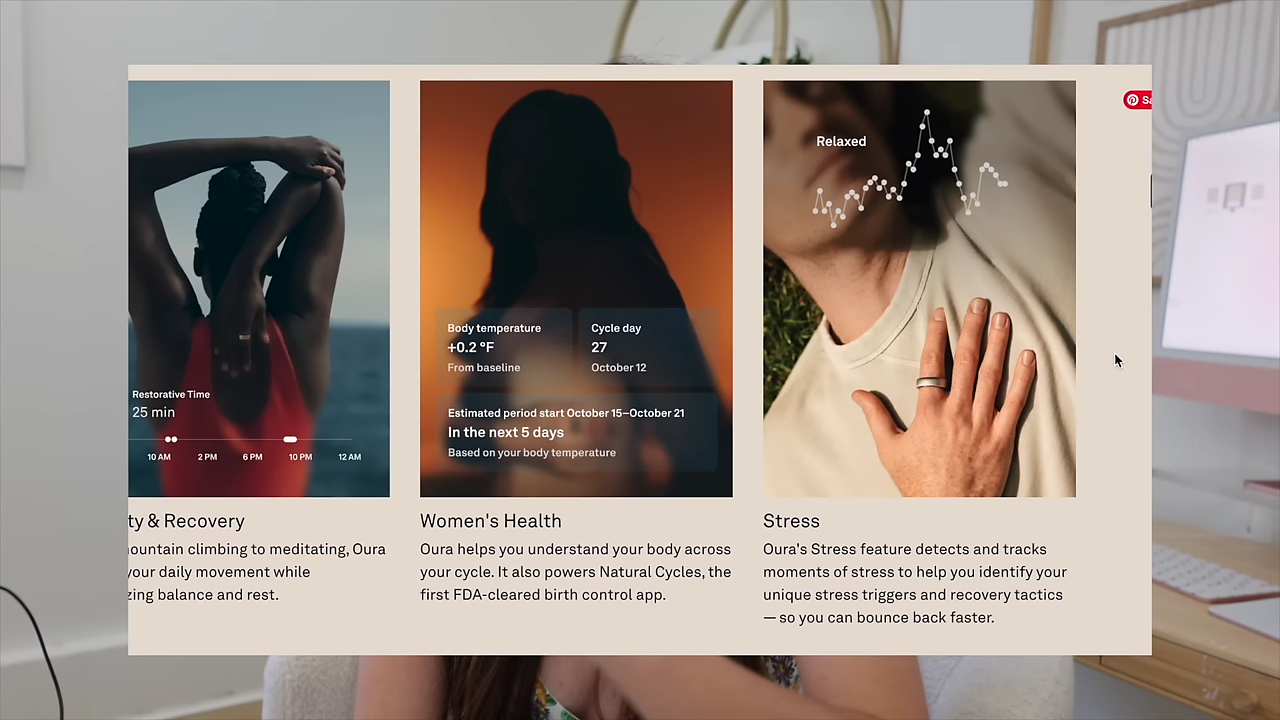 Restorative Time
25 min
10 AM
2 PM
6 PM
10 PM
12 AM
ty & Recovery
ountain climbing to meditating, Oura
your daily movement while
zing balance and rest.
Body temperature
+0.2 °F
From baseline
Cycle day
27
October 12
Estimated period start October 15–October 21
In the next 5 days
Based on your body temperature
Women's Health
Oura helps you understand your body across
your cycle. It also powers Natural Cycles, the
first FDA-cleared birth control app.
Relaxed
Stress
Oura's Stress feature detects and tracks
moments of stress to help you identify your
unique stress triggers and recovery tactics
— so you can bounce back faster.
Sa